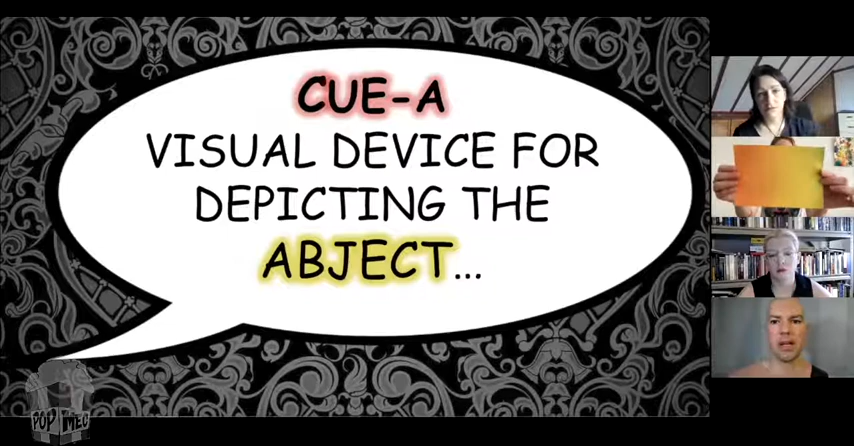 CUE-A
VISUAL DEVICE FOR
DEPICTING THE
ABJECT...
POP MEC